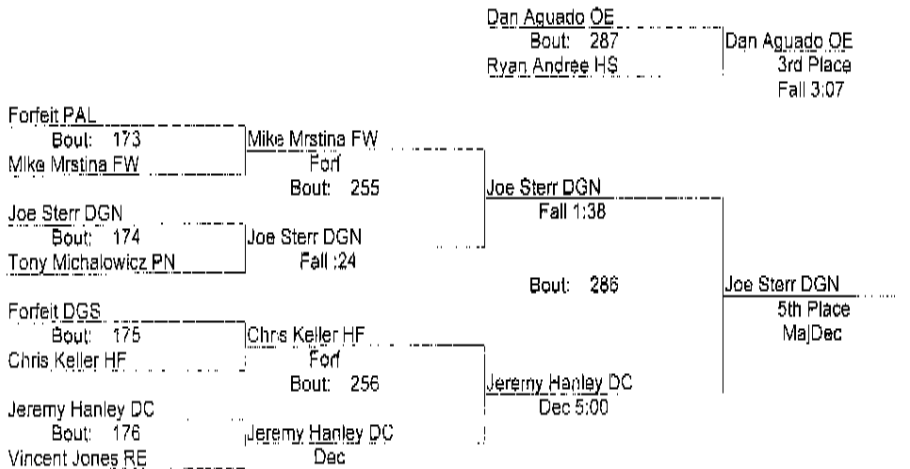 Dan Aguado OE
Bout: 287
Dan Aguado OE
Ryan Andree HS
3rd Place
Fall 3:07
Forfeit PAL
Bout: 173
Mike Mrstina FW
Mike Mrstina FW
Forf
Bout: 255
Joe Sterr DGN
Fall 1:38
Joe Sterr DGN
Bout: 174
Joe Sterr DGN
Tony Michalowicz PN
Fall :24
Bout: 286
Joe Sterr DGN
5th Place
MajDec
Forfeit DGS
Bout: 175
Chris Keller HF
Chris Keller HF
Forf
Bout: 256
Jeremy Hanley DC
Dec 5:00
Jeremy Hanley DC
Bout: 176
Jeremy Hanley DC
Vincent Jones RE
Dec